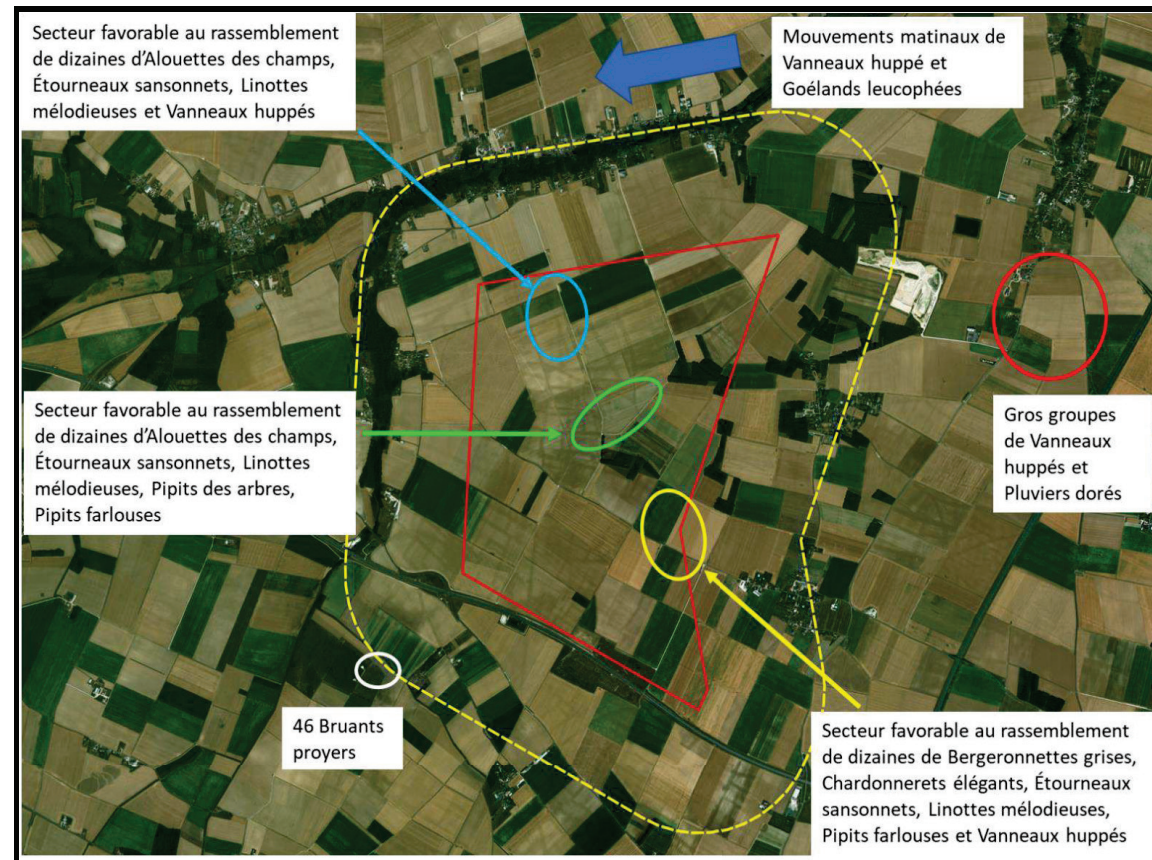 Secteur favorable au rassemblement
de dizaines d'Alouettes des champs,
Étourneaux sansonnets, Linottes
mélodieuses et Vanneaux huppés
Mouvements matinaux de
Vanneaux huppé et
Goélands leucophées
Secteur favorable au rassemblement
de dizaines d'Alouettes des champs,
Étourneaux sansonnets, Linottes
mélodieuses, Pipits des arbres,
Pipits farlouses
Gros groupes
de Vanneaux
huppés et
Pluviers dorés
46 Bruants
proyers
Secteur favorable au rassemblement
de dizaines de Bergeronnettes grises,
Chardonnerets élégants, Étourneaux
sansonnets, Linottes mélodieuses,
Pipits farlouses et Vanneaux huppés